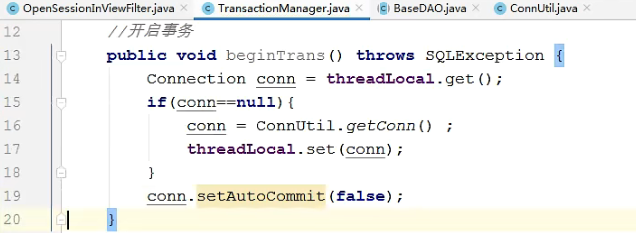 OpenSessionInViewFilter.java TransactionManager.java BaseDAO.java ConnUtil.java
12 //开启事务
13 public void beginTrans() throws SQLException {
14 Connection conn = threadLocal.get();
15 if(conn==null){
16 conn = ConnUtil.getConn() ;
17 threadLocal.set(conn);
18 }
19 conn.setAutoCommit(false);
20 }